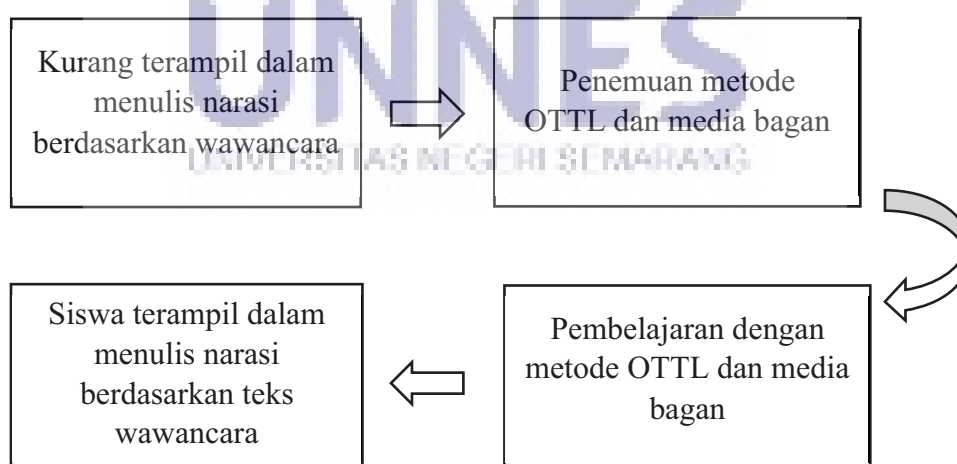 UNNES
UNIVERSITAS NEGERI SEMARANG
Kurang terampil dalam
menulis narasi
berdasarkan wawancara
Penemuan metode
OTTL dan media bagan
Pembelajaran dengan
metode OTTL dan media
bagan
Siswa terampil dalam
menulis narasi
berdasarkan teks
wawancara